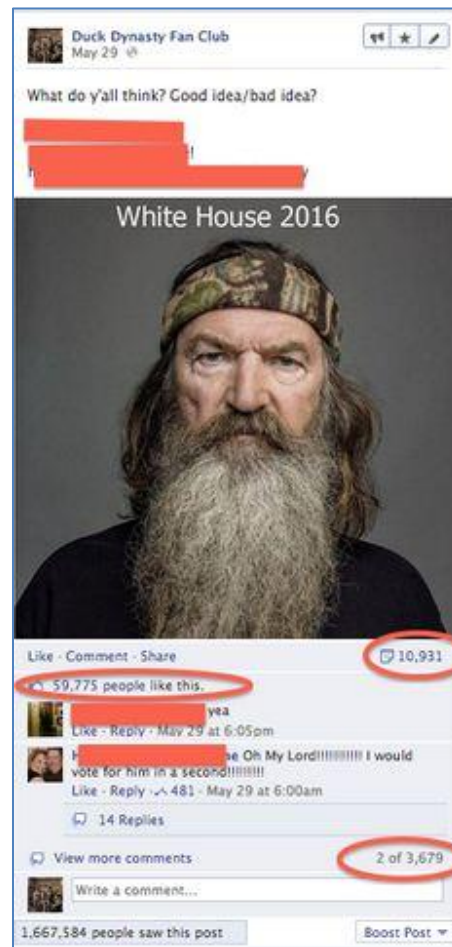 Duck Dynasty Fan Club
May 29
What do y'all think? Good idea/bad idea?
White House 2016
Like · Comment · Share 10,931
59,775 people like this.
yea
Like · Reply · May 29 at 6:05pm
Oh My Lord!!!!!!!!!!! I would
vote for him in a second!!!!!!!!!
Like · Reply · 481 · May 29 at 6:00am
14 Replies
View more comments 2 of 3,679
Write a comment...
1,667,584 people saw this post Boost Post